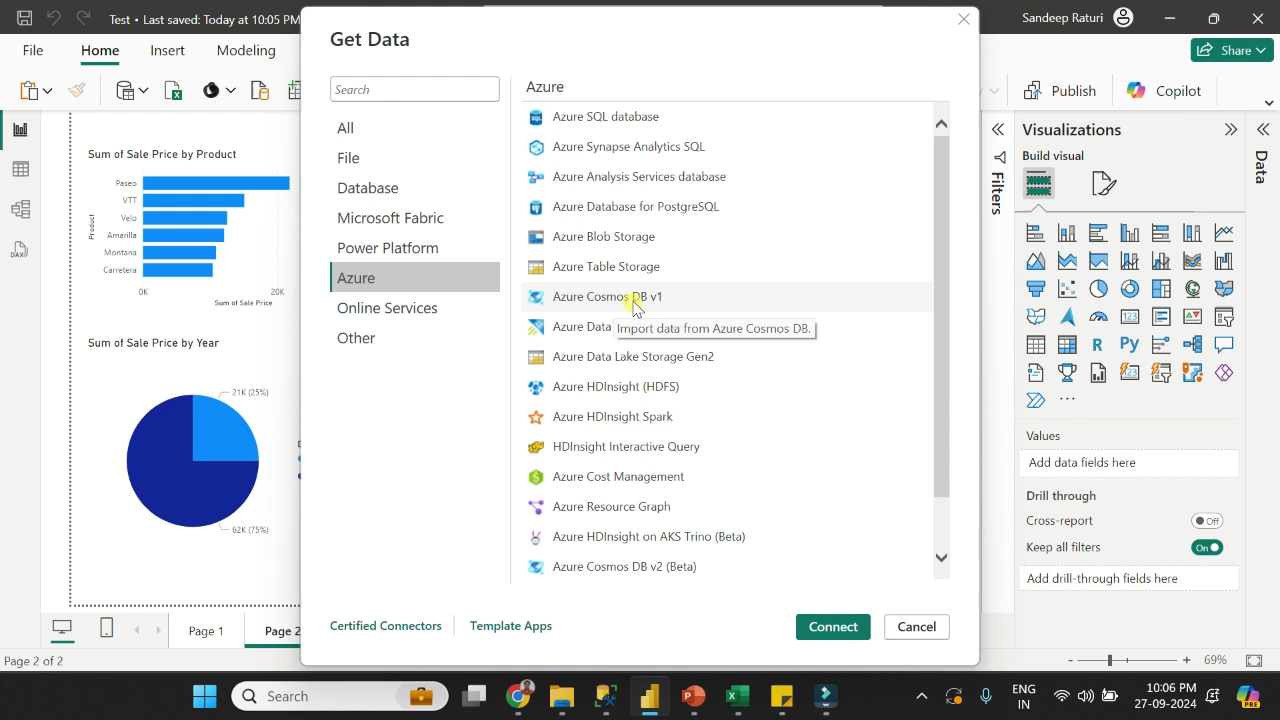 Test • Last saved: Today at 10:05 PM
Sandeep Raturi
File
Home
Insert
Modeling
Share
Publish
Copilot
Get Data
Search
All
File
Database
Microsoft Fabric
Power Platform
Azure
Online Services
Other
Azure
Azure SQL database
Azure Synapse Analytics SQL
Azure Analysis Services database
Azure Database for PostgreSQL
Azure Blob Storage
Azure Table Storage
Azure Cosmos DB v1
Azure Data
Import data from Azure Cosmos DB.
Azure Data Lake Storage Gen2
Azure HDInsight (HDFS)
Azure HDInsight Spark
HDInsight Interactive Query
Azure Cost Management
Azure Resource Graph
Azure HDInsight on AKS Trino (Beta)
Azure Cosmos DB v2 (Beta)
Certified Connectors
Template Apps
Connect
Cancel
Sum of Sale Price by Product
Product
Paseo
VTT
Velo
Amarilla
Montana
Carretera
0K
20K
Sum of Sale Price
Sum of Sale Price by Year
21K (25%)
62K (75%)
Filters
Visualizations
Build visual
123
R
Py
123
Values
Add data fields here
Drill through
Cross-report
Off
Keep all filters
On
Add drill-through fields here
Data
DAX
Page 1
Page 2
Page 2 of 2
- + 69%
Search
ENG
IN
10:06 PM
27-09-2024
PRE